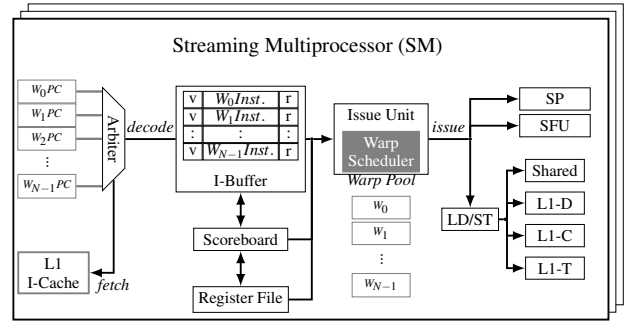 Streaming Multiprocessor (SM)
W0PC
W1PC
W2PC
⋮
WN−1PC
Arbiter
decode
L1
I-Cache
fetch
v W0Inst. r
v W1Inst. r
: : :
v WN−1Inst. r
I-Buffer
Scoreboard
Register File
Issue Unit
Warp
Scheduler
Warp Pool
W0
W1
⋮
WN−1
issue
SP
SFU
LD/ST
Shared
L1-D
L1-C
L1-T